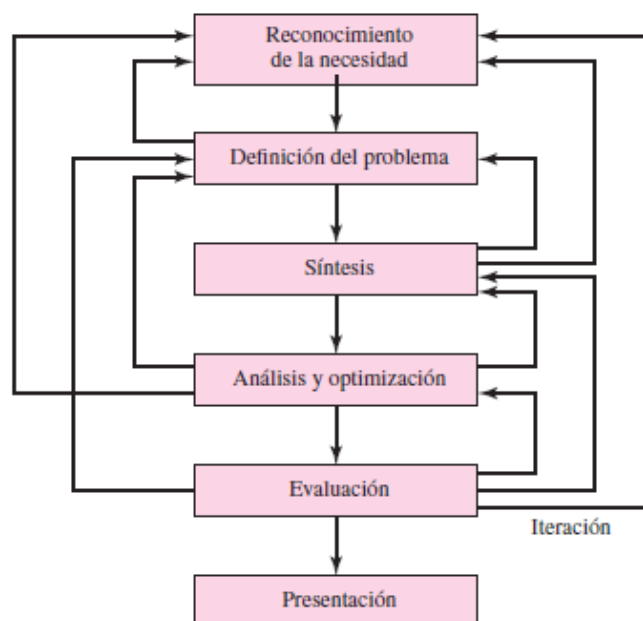 Reconocimiento
de la necesidad
Definición del problema
Síntesis
Análisis y optimización
Evaluación
Iteración
Presentación